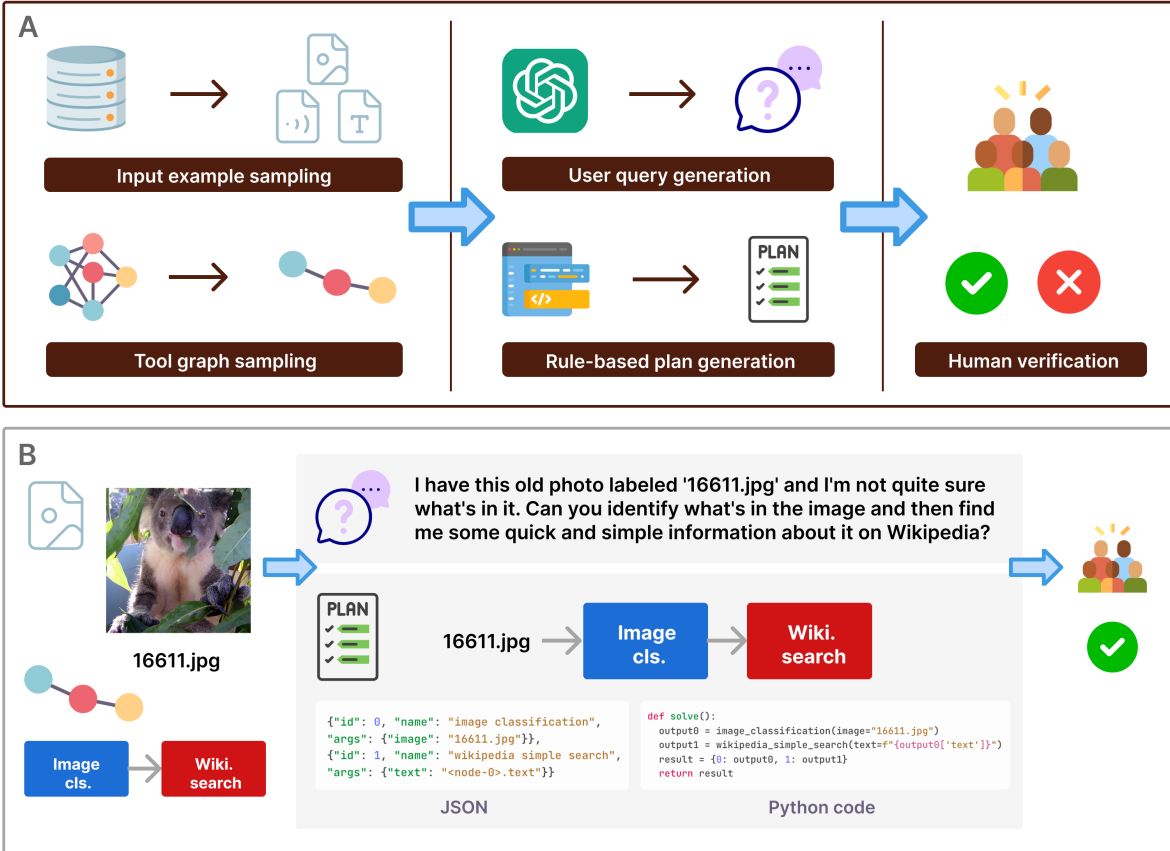 A
T
Input example sampling
Tool graph sampling
?
User query generation
</>
PLAN
Rule-based plan generation
Human verification
B
16611.jpg
Image
cls.
Wiki.
search
?
I have this old photo labeled '16611.jpg' and I'm not quite sure
what's in it. Can you identify what's in the image and then find
me some quick and simple information about it on Wikipedia?
PLAN
16611.jpg
Image
cls.
Wiki.
search
{"id": 0, "name": "image classification",
"args": {"image": "16611.jpg"}},
{"id": 1, "name": "wikipedia simple search",
"args": {"text": "<node-0>.text"}}
JSON
def solve():
output0 = image_classification(image="16611.jpg")
output1 = wikipedia_simple_search(text=f"{output0['text']}")
result = {0: output0, 1: output1}
return result
Python code